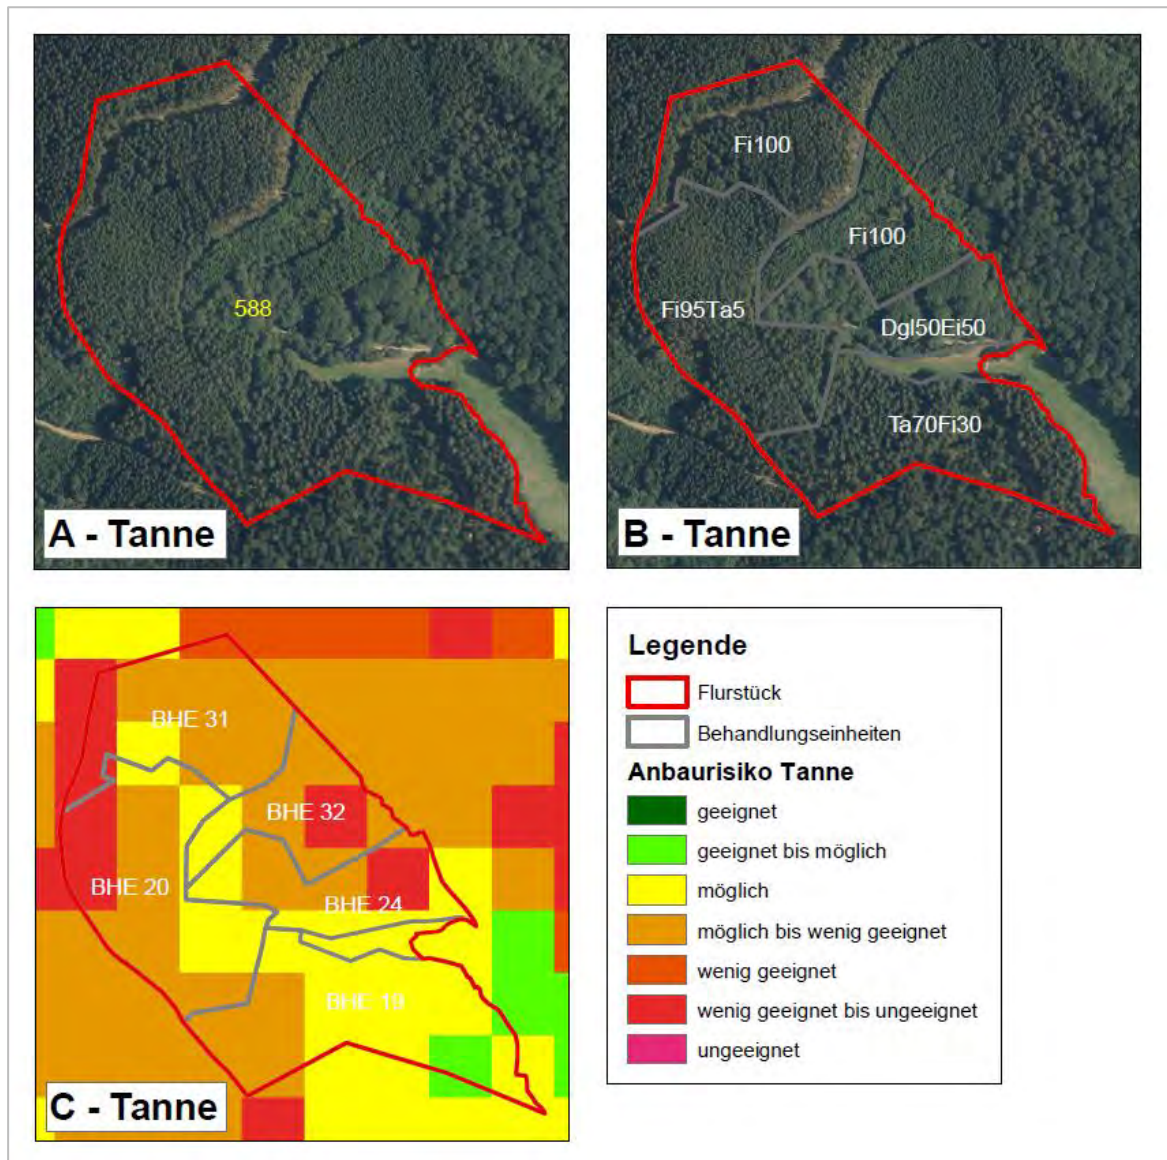 588
A - Tanne
Fi100
Fi100
Fi95Ta5
Dgl50Ei50
Ta70Fi30
B - Tanne
BHE 31
BHE 32
BHE 20
BHE 24
BHE 19
C - Tanne
Legende
Flurstück
Behandlungseinheiten
Anbaurisiko Tanne
geeignet
geeignet bis möglich
möglich
möglich bis wenig geeignet
wenig geeignet
wenig geeignet bis ungeeignet
ungeeignet